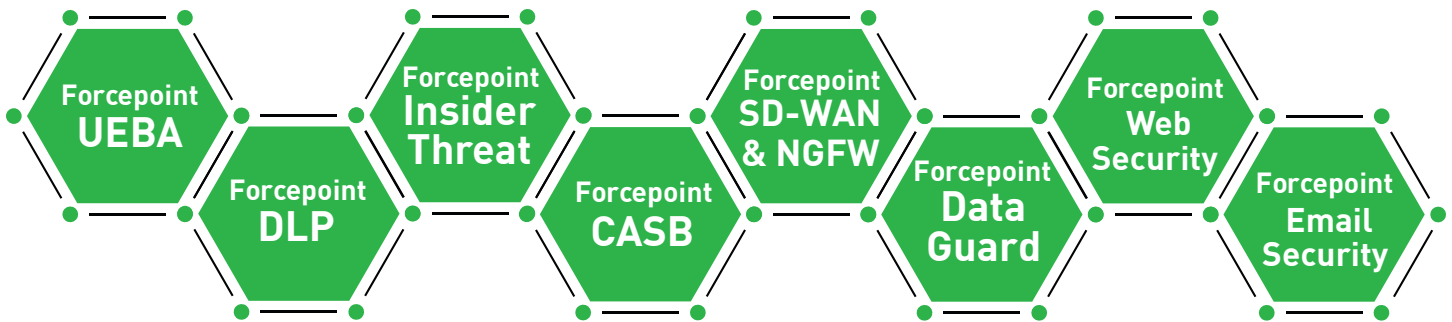 Forcepoint
UEBA
Forcepoint
DLP
Forcepoint
Insider
Threat
Forcepoint
CASB
Forcepoint
SD-WAN
& NGFW
Forcepoint
Data
Guard
Forcepoint
Web
Security
Forcepoint
Email
Security